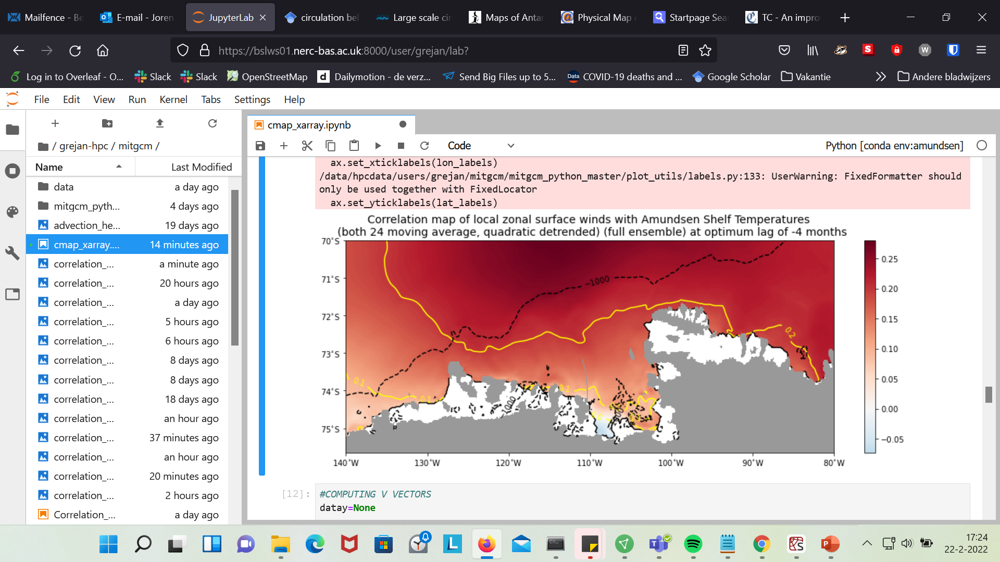 Mailfence - Be
E-mail - Joren
JupyterLab
circulation bel
Large scale cir
Maps of Antar
Physical Map o
Startpage Sear
TC - An impro
https://bslws01.nerc-bas.ac.uk:8000/user/grejan/lab?
Log in to Overleaf - O...
Slack
Slack
OpenStreetMap
Dailymotion - de verz...
Send Big Files up to 5...
COVID-19 deaths and ...
Google Scholar
Vakantie
Andere bladwijzers
File Edit View Run Kernel Tabs Settings Help
/ grejan-hpc / mitgcm /
Name Last Modified
data a day ago
mitgcm_pyth... 4 days ago
advection_he... 19 days ago
cmap_xarray.... 14 minutes ago
correlation_... a minute ago
correlation_... 20 hours ago
correlation_... a day ago
correlation_... 5 hours ago
correlation_... 6 hours ago
correlation_... 8 days ago
correlation_... 8 days ago
correlation_... 18 days ago
correlation_... an hour ago
correlation_... 37 minutes ago
correlation_... an hour ago
correlation_... 20 minutes ago
correlation_... 2 hours ago
Correlation_... a day ago
cmap_xarray.ipynb
Code
Python [conda env:amundsen]
ax.set_xticklabels(lon_labels)
/data/hpcdata/users/grejan/mitgcm/mitgcm_python_master/plot_utils/labels.py:133: UserWarning: FixedFormatter should
only be used together with FixedLocator
ax.set_yticklabels(lat_labels)
Correlation map of local zonal surface winds with Amundsen Shelf Temperatures
(both 24 moving average, quadratic detrended) (full ensemble) at optimum lag of -4 months
70°S
71°S
72°S
73°S
74°S
75°S
140°W 130°W 120°W 110°W 100°W 90°W 80°W
−1000
0.2
0.1
0.1
0.1
0.0
−1000
0.25
0.20
0.15
0.10
0.05
0.00
−0.05
[12]:
#COMPUTING V VECTORS
datay=None
17:24
22-2-2022